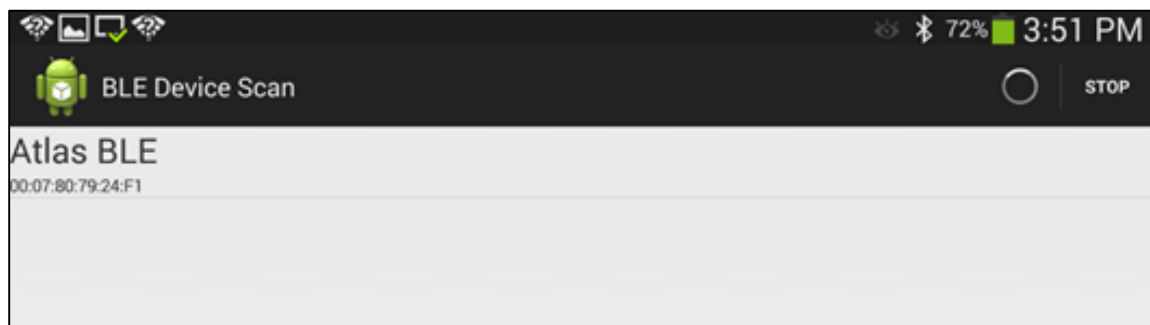 72% 3:51 PM
BLE Device Scan STOP
Atlas BLE
00:07:80:79:24:F1